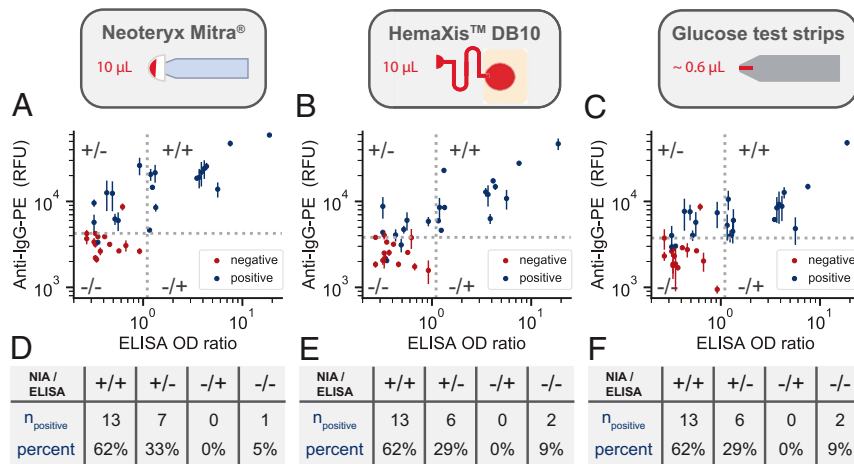 Neoteryx Mitra®
10 µL
HemaXis™ DB10
10 µL
Glucose test strips
~ 0.6 µL
A
B
C
Anti-IgG-PE (RFU)
10⁴
10³
+/-
+/+
-/-
-/+
negative
positive
10⁰
10¹
ELISA OD ratio
Anti-IgG-PE (RFU)
10⁴
10³
+/-
+/+
-/-
-/+
negative
positive
10⁰
10¹
ELISA OD ratio
Anti-IgG-PE (RFU)
10⁴
10³
+/-
+/+
-/-
-/+
negative
positive
10⁰
10¹
ELISA OD ratio
D
NIA / ELISA +/+ +/- -/+ -/-
n positive 13 7 0 1
percent 62% 33% 0% 5%
E
NIA / ELISA +/+ +/- -/+ -/-
n positive 13 6 0 2
percent 62% 29% 0% 9%
F
NIA / ELISA +/+ +/- -/+ -/-
n positive 13 6 0 2
percent 62% 29% 0% 9%